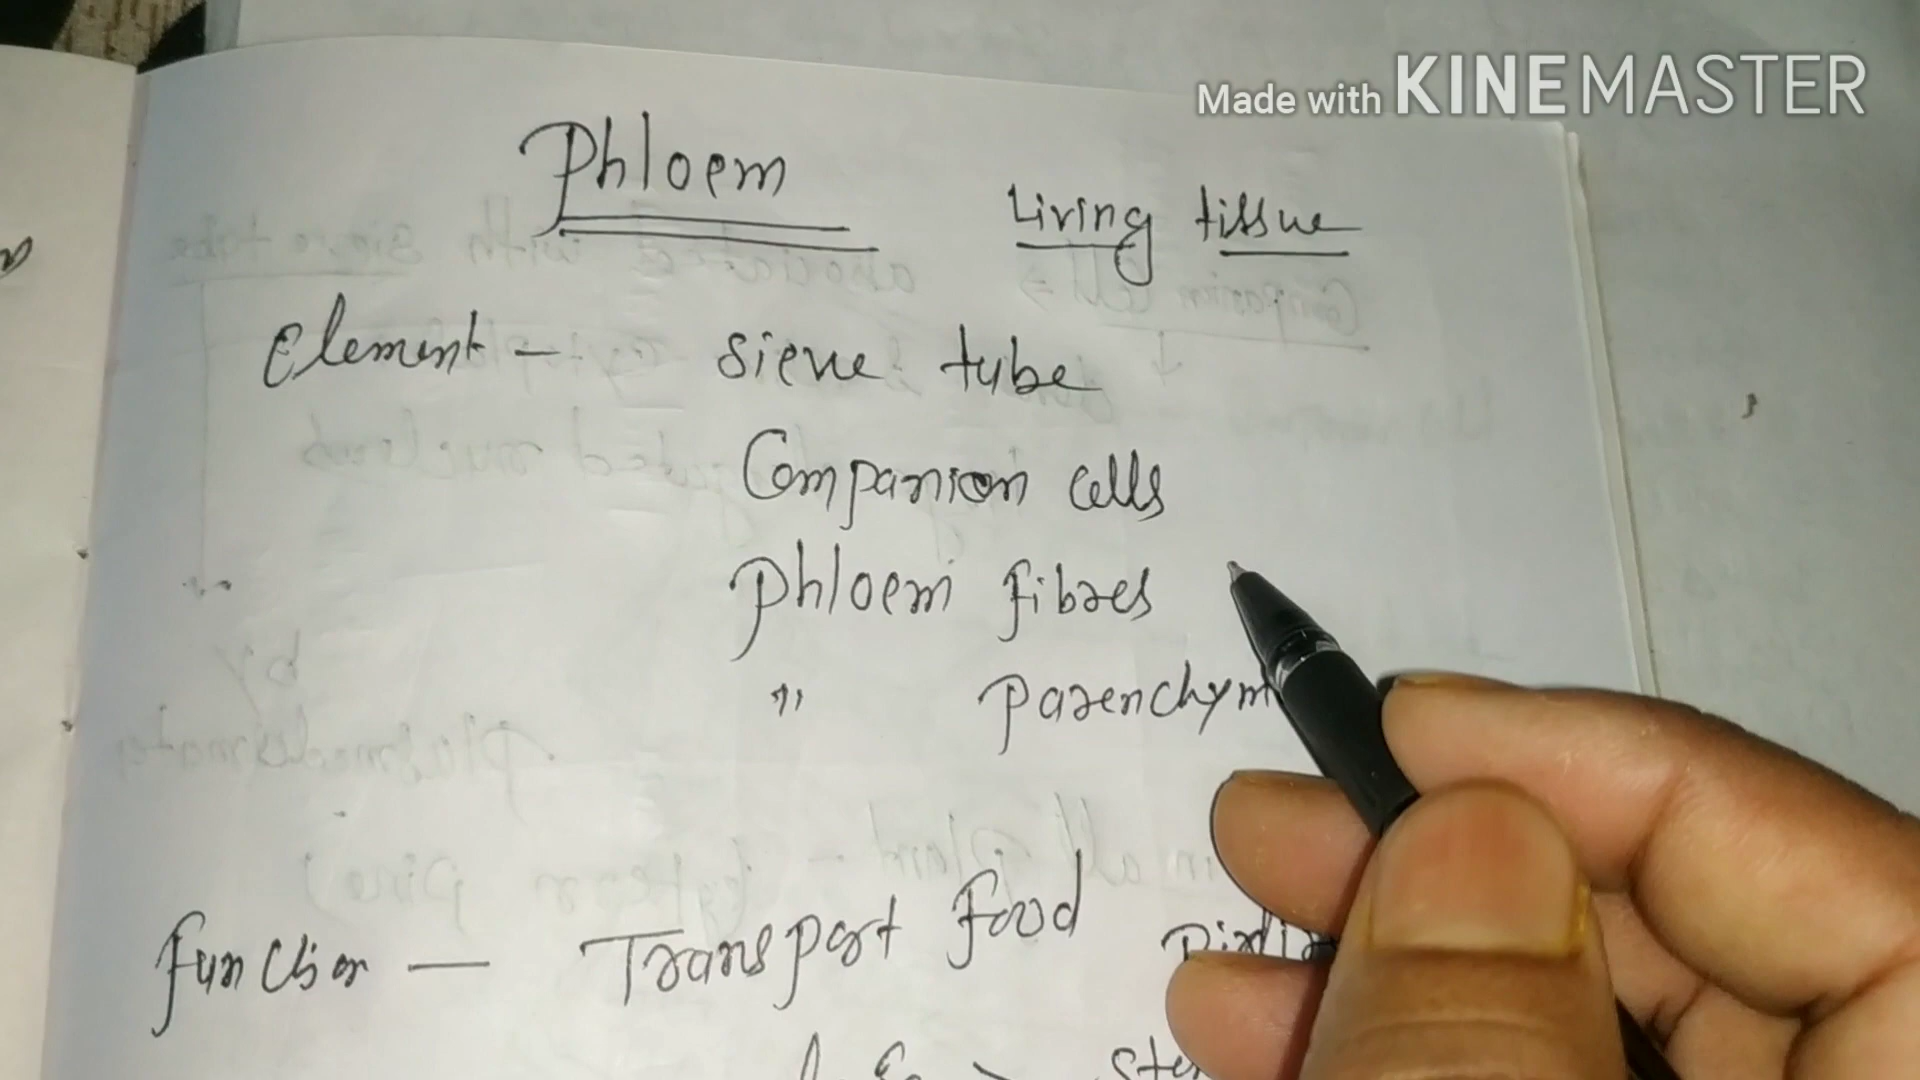 Made with KINEMASTER
Phloem
Living tissue
Element - Sieve tube
Companion cells
Phloem fibres
" Parenchym
Function — Transport food